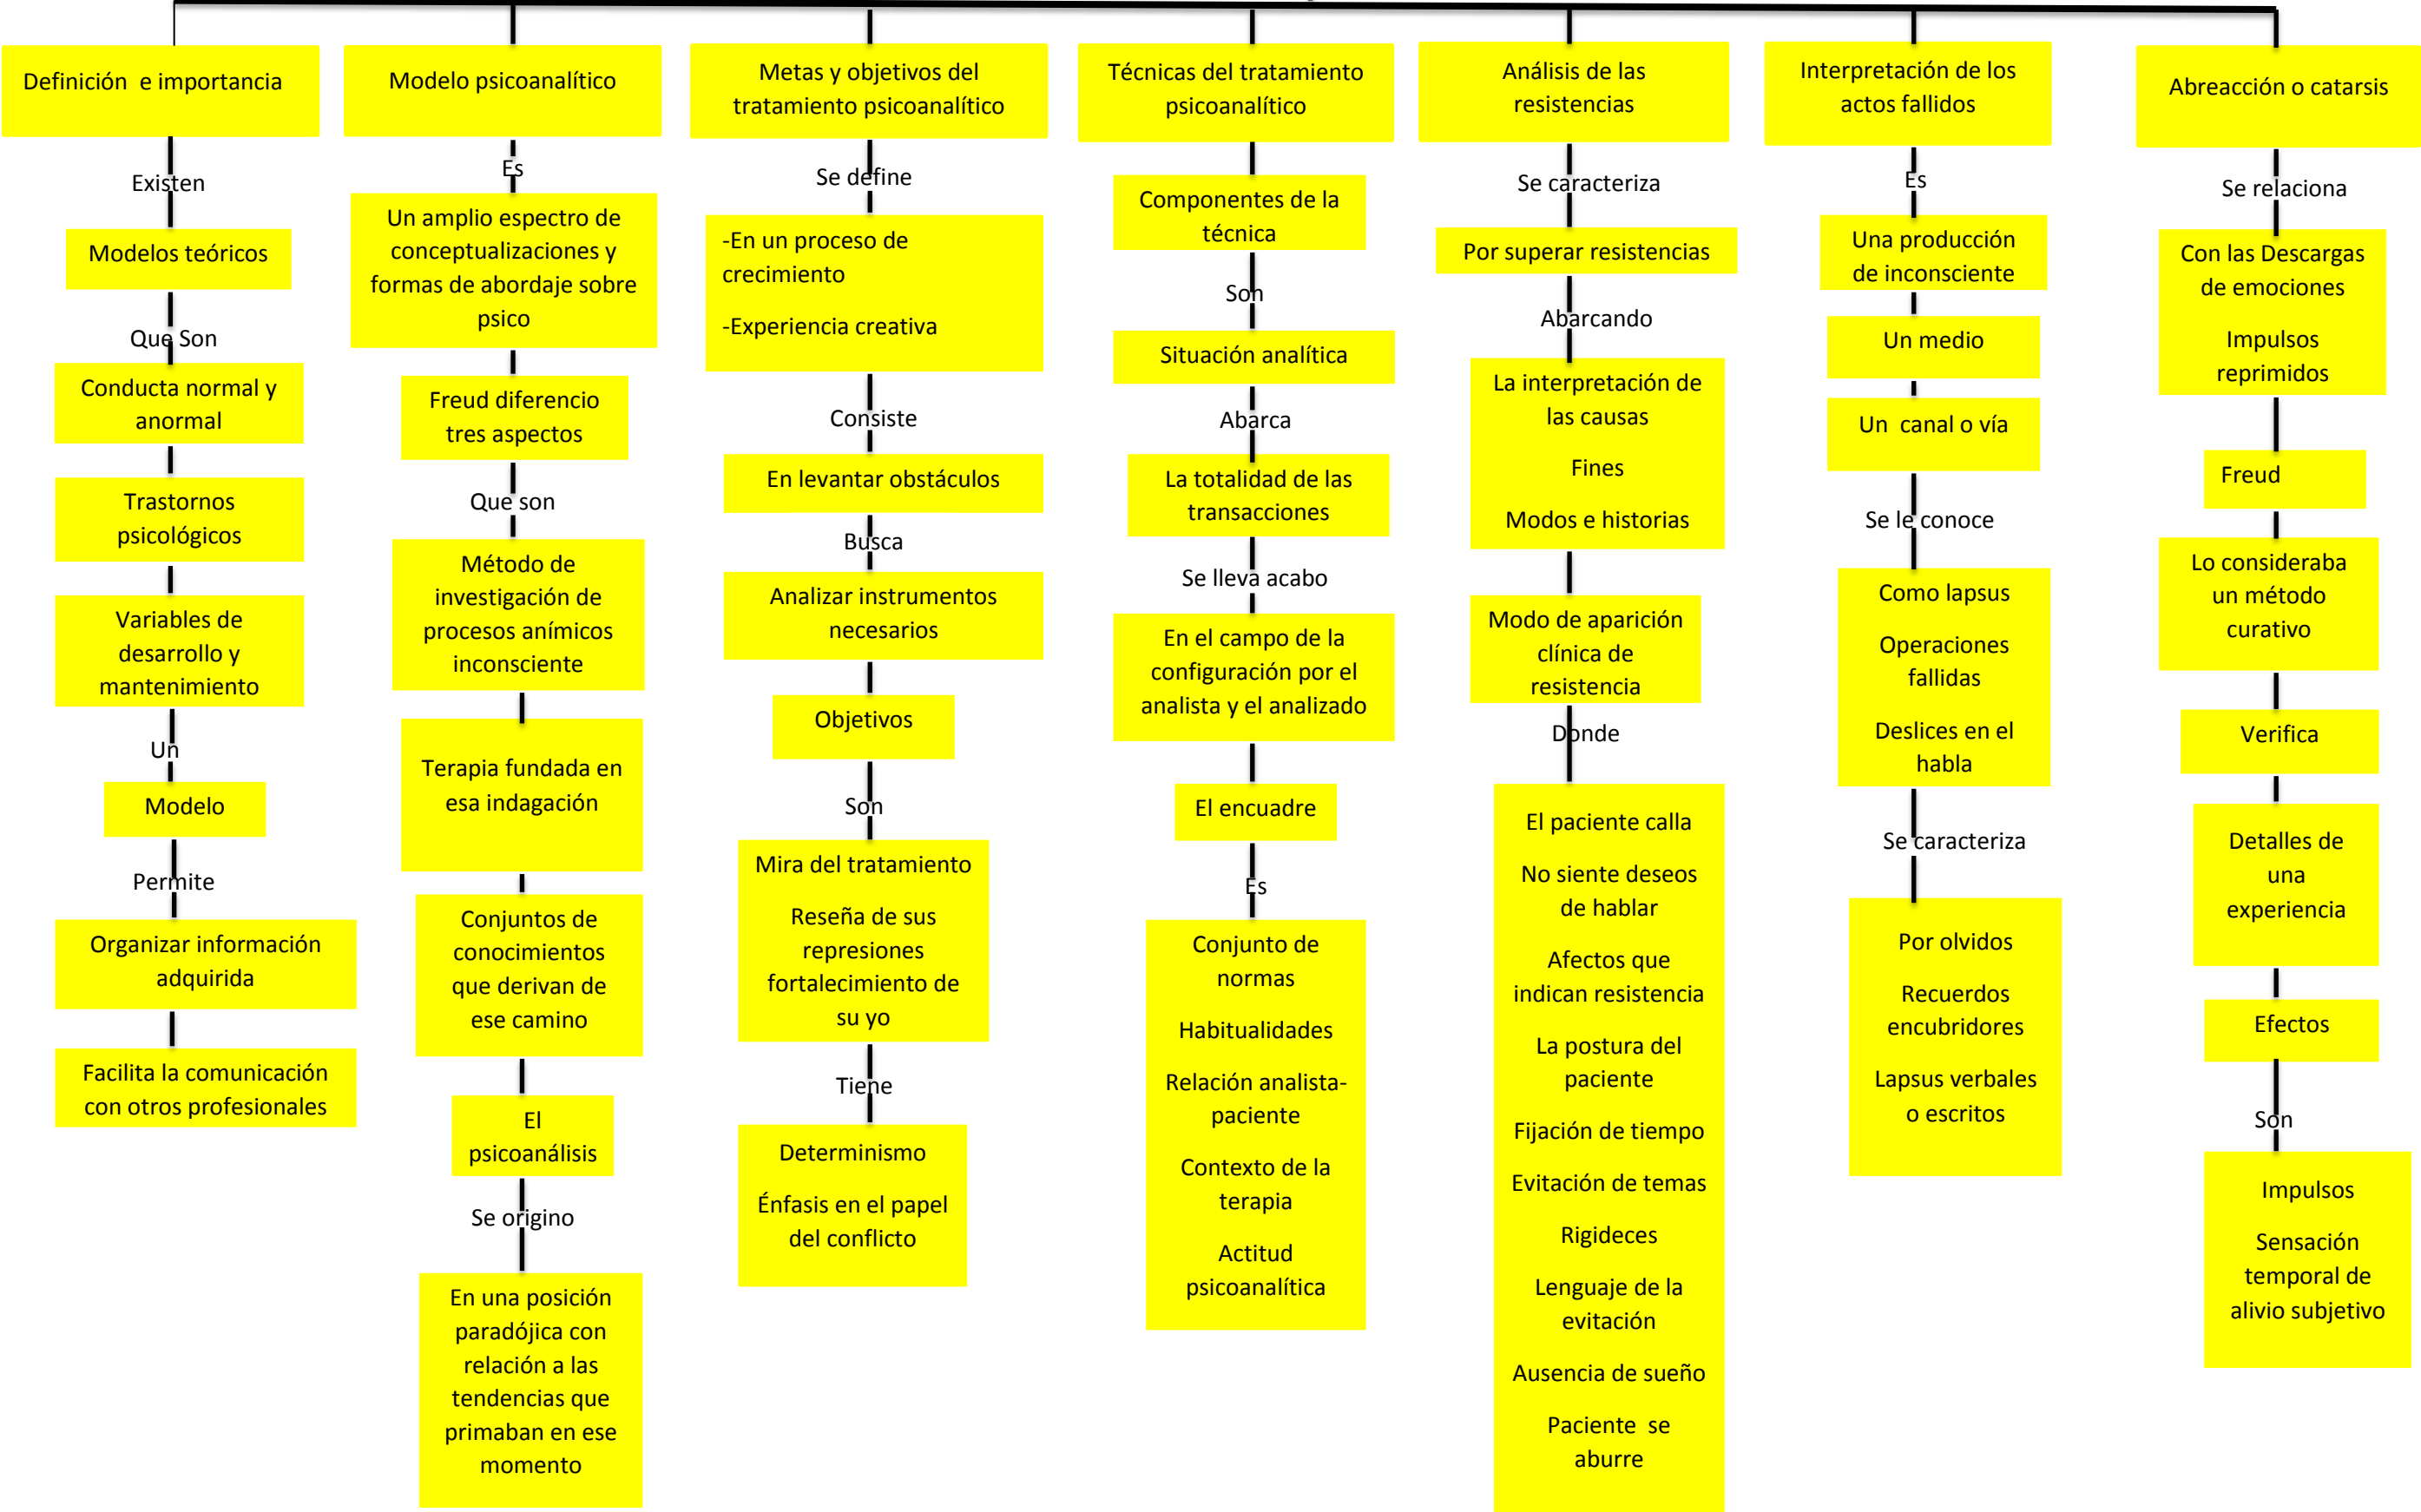 Definición  e importancia
Existen
Modelos teóricos
Que Son
Conducta normal y
anormal
Trastornos
psicológicos
Variables de
desarrollo y
mantenimiento
Un
Modelo
Permite
Organizar información
adquirida
Facilita la comunicación
con otros profesionales
Modelo psicoanalítico
Es
Un amplio espectro de
conceptualizaciones y
formas de abordaje sobre
psico
Freud diferencio
tres aspectos
Que son
Método de
investigación de
procesos anímicos
inconsciente
Terapia fundada en
esa indagación
Conjuntos de
conocimientos
que derivan de
ese camino
El
psicoanálisis
Se origino
En una posición
paradójica con
relación a las
tendencias que
primaban en ese
momento
Metas y objetivos del
tratamiento psicoanalítico
Se define
-En un proceso de
crecimiento
-Experiencia creativa
Consiste
En levantar obstáculos
Busca
Analizar instrumentos
necesarios
Objetivos
Son
Mira del tratamiento
Reseña de sus
represiones
fortalecimiento de
su yo
Tiene
Determinismo
Énfasis en el papel
del conflicto
Técnicas del tratamiento
psicoanalítico
Componentes de la
técnica
Son
Situación analítica
Abarca
La totalidad de las
transacciones
Se lleva acabo
En el campo de la
configuración por el
analista y el analizado
El encuadre
Es
Conjunto de
normas
Habitualidades
Relación analista-
paciente
Contexto de la
terapia
Actitud
psicoanalítica
Análisis de las
resistencias
Se caracteriza
Por superar resistencias
Abarcando
La interpretación de
las causas
Fines
Modos e historias
Modo de aparición
clínica de
resistencia
Donde
El paciente calla
No siente deseos
de hablar
Afectos que
indican resistencia
La postura del
paciente
Fijación de tiempo
Evitación de temas
Rigideces
Lenguaje de la
evitación
Ausencia de sueño
Paciente  se
aburre
Interpretación de los
actos fallidos
Es
Una producción
de inconsciente
Un medio
Un  canal o vía
Se le conoce
Como lapsus
Operaciones
fallidas
Deslices en el
habla
Se caracteriza
Por olvidos
Recuerdos
encubridores
Lapsus verbales
o escritos
Abreacción o catarsis
Se relaciona
Con las Descargas
de emociones
Impulsos
reprimidos
Freud
Lo consideraba
un método
curativo
Verifica
Detalles de
una
experiencia
Efectos
Son
Impulsos
Sensación
temporal de
alivio subjetivo